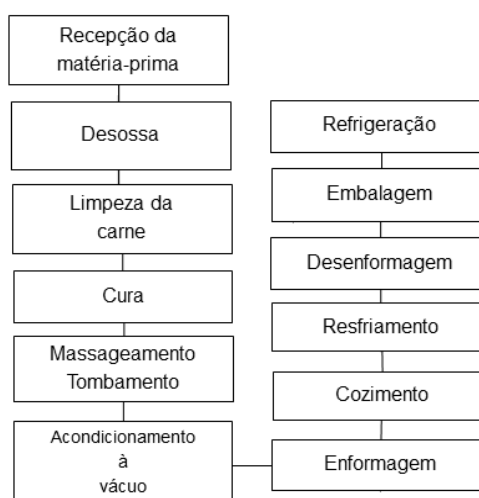 Recepção da
matéria-prima
Desossa
Limpeza da
carne
Cura
Massageamento
Tombamento
Acondicionamento
à
vácuo
Refrigeração
Embalagem
Desenformagem
Resfriamento
Cozimento
Enformagem